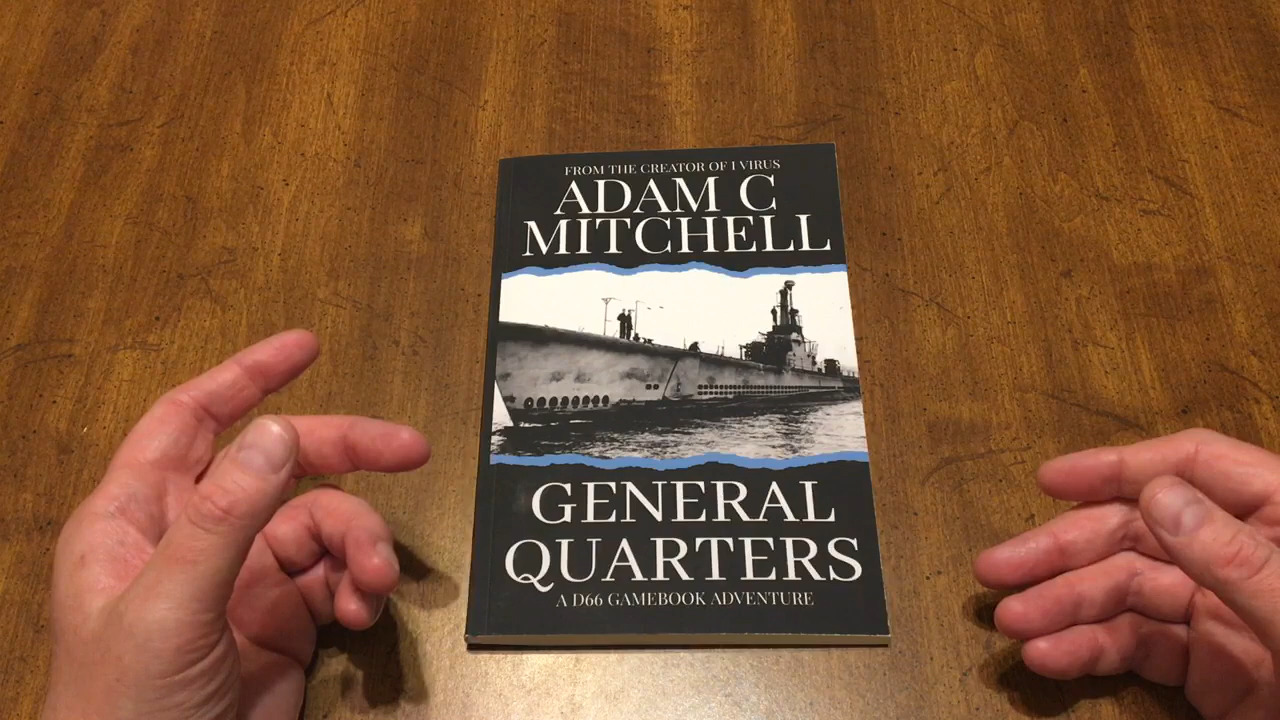 FROM THE CREATOR OF I VIRUS
ADAM C
MITCHELL
GENERAL
QUARTERS
A D66 GAMEBOOK ADVENTURE